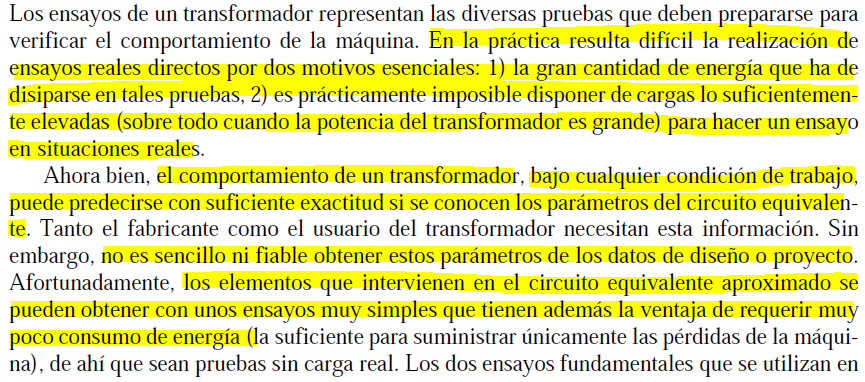 Los ensayos de un transformador representan las diversas pruebas que deben prepararse para
verificar el comportamiento de la máquina. En la práctica resulta difícil la realización de
ensayos reales directos por dos motivos esenciales: 1) la gran cantidad de energía que ha de
disiparse en tales pruebas, 2) es prácticamente imposible disponer de cargas lo suficientemen-
te elevadas (sobre todo cuando la potencia del transformador es grande) para hacer un ensayo
en situaciones reales.
Ahora bien, el comportamiento de un transformador, bajo cualquier condición de trabajo,
puede predecirse con suficiente exactitud si se conocen los parámetros del circuito equivalen-
te. Tanto el fabricante como el usuario del transformador necesitan esta información. Sin
embargo, no es sencillo ni fiable obtener estos parámetros de los datos de diseño o proyecto.
Afortunadamente, los elementos que intervienen en el circuito equivalente aproximado se
pueden obtener con unos ensayos muy simples que tienen además la ventaja de requerir muy
poco consumo de energía (la suficiente para suministrar únicamente las pérdidas de la máqui-
na), de ahí que sean pruebas sin carga real. Los dos ensayos fundamentales que se utilizan en